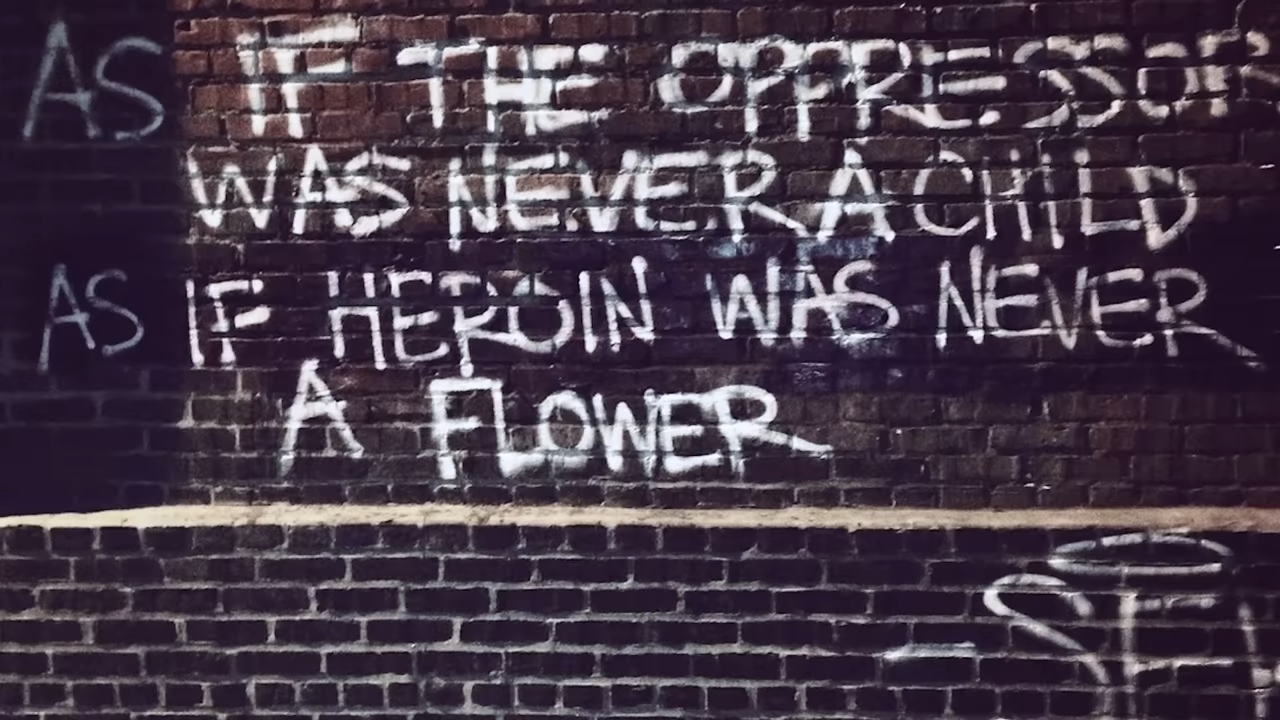 AS IF THE OPPRESSOR
WAS NEVER A CHILD
AS IF HEROIN WAS NEVER
A FLOWER